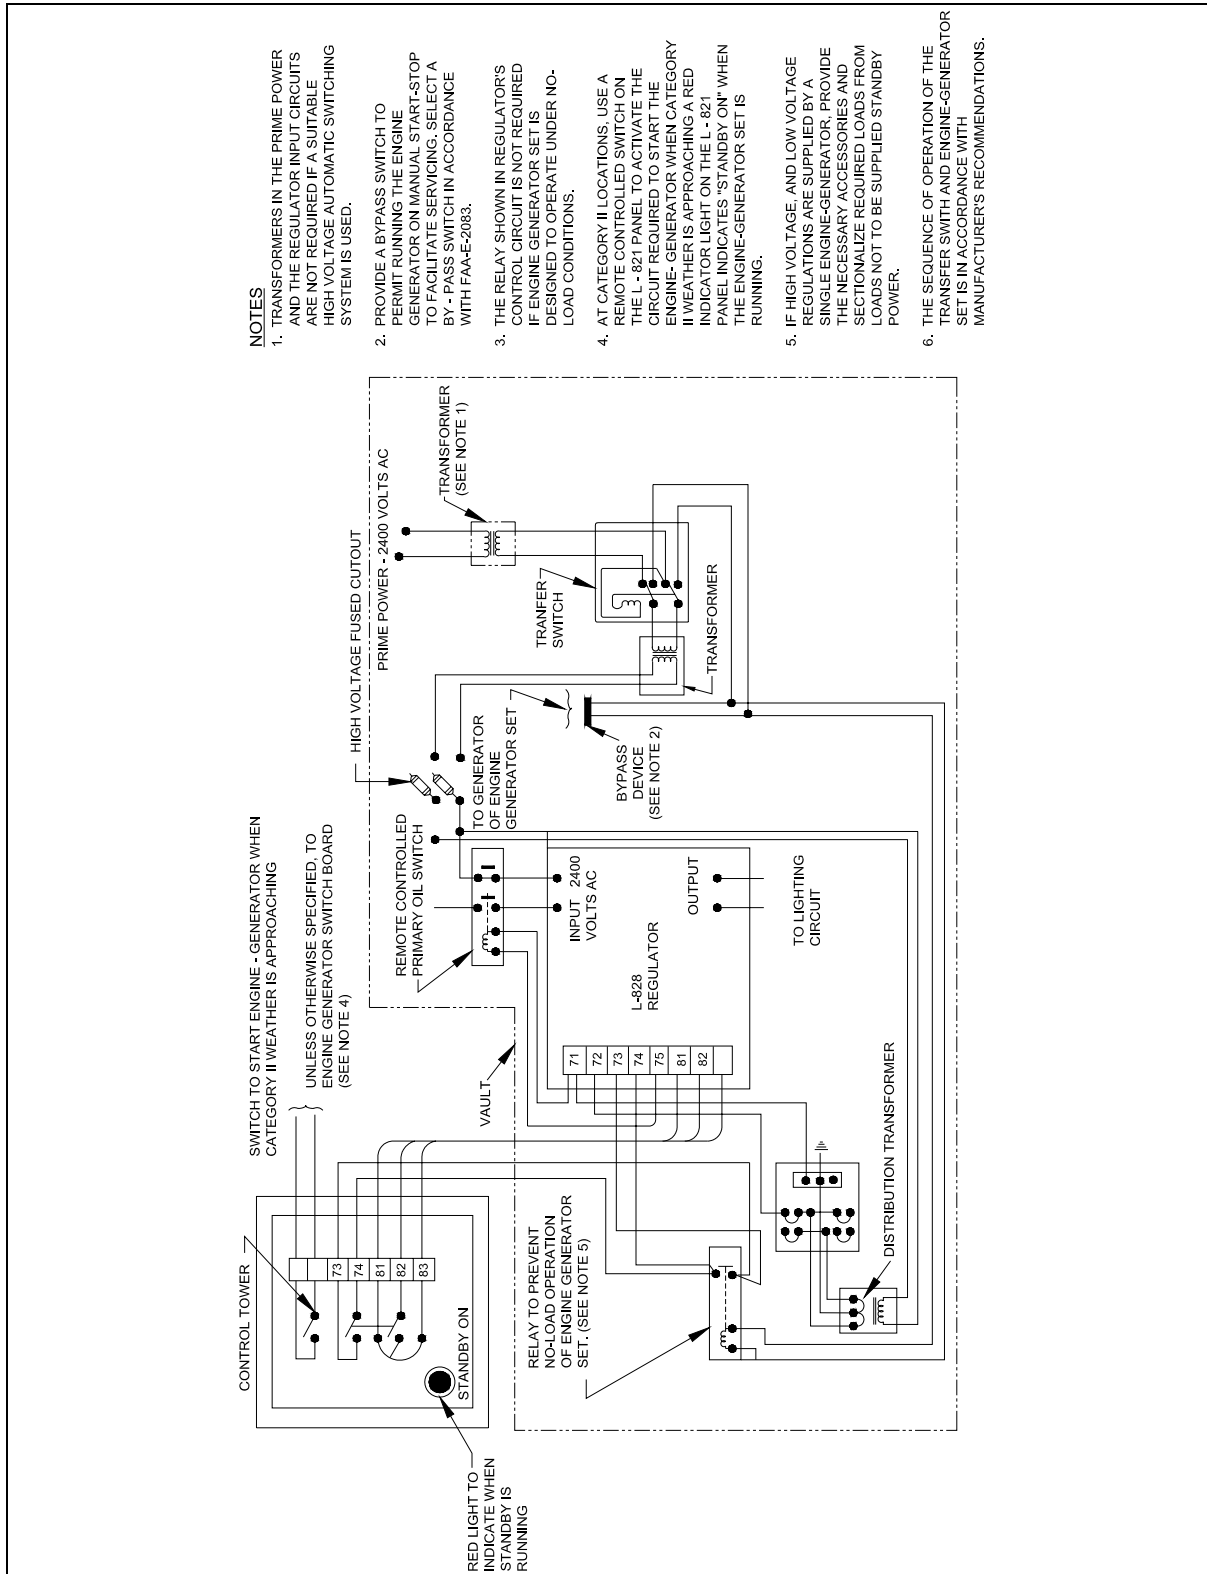 NOTES
1. TRANSFORMERS IN THE PRIME POWER
AND THE REGULATOR INPUT CIRCUITS
ARE NOT REQUIRED IF A SUITABLE
HIGH VOLTAGE AUTOMATIC SWITCHING
SYSTEM IS USED.
2. PROVIDE A BYPASS SWITCH TO
PERMIT RUNNING THE ENGINE
GENERATOR ON MANUAL START-STOP
TO FACILITATE SERVICING. SELECT A
BY - PASS SWITCH IN ACCORDANCE
WITH FAA-E-2083.
3. THE RELAY SHOWN IN REGULATOR'S
CONTROL CIRCUIT IS NOT REQUIRED
IF ENGINE GENERATOR SET IS
DESIGNED TO OPERATE UNDER NO-
LOAD CONDITIONS.
4. AT CATEGORY II LOCATIONS, USE A
REMOTE CONTROLLED SWITCH ON
THE L - 821 PANEL TO ACTIVATE THE
CIRCUIT REQUIRED TO START THE
ENGINE- GENERATOR WHEN CATEGORY
II WEATHER IS APPROACHING A RED
INDICATOR LIGHT ON THE L - 821
PANEL INDICATES "STANDBY ON" WHEN
THE ENGINE-GENERATOR SET IS
RUNNING.
5. IF HIGH VOLTAGE, AND LOW VOLTAGE
REGULATIONS ARE SUPPLIED BY A
SINGLE ENGINE-GENERATOR, PROVIDE
THE NECESSARY ACCESSORIES AND
SECTIONALIZE REQUIRED LOADS FROM
LOADS NOT TO BE SUPPLIED STANDBY
POWER.
6. THE SEQUENCE OF OPERATION OF THE
TRANSFER SWITH AND ENGINE-GENERATOR
SET IS IN ACCORDANCE WITH
MANUFACTURER'S RECOMMENDATIONS.
CONTROL TOWER
SWITCH TO START ENGINE - GENERATOR WHEN
CATEGORY II WEATHER IS APPROACHING
UNLESS OTHERWISE SPECIFIED, TO
ENGINE GENERATOR SWITCH BOARD
(SEE NOTE 4)
73
74
81
82
83
STANDBY ON
RED LIGHT TO
INDICATE WHEN
STANDBY IS
RUNNING
VAULT
HIGH VOLTAGE FUSED CUTOUT
PRIME POWER - 2400 VOLTS AC
TRANSFORMER
(SEE NOTE 1)
REMOTE CONTROLLED
PRIMARY OIL SWITCH
TO GENERATOR
OF ENGINE
GENERATOR SET
TRANFER
SWITCH
BYPASS
DEVICE
(SEE NOTE 2)
TRANSFORMER
INPUT 2400
VOLTS AC
L-828
REGULATOR
OUTPUT
TO LIGHTING
CIRCUIT
71
72
73
74
75
81
82
RELAY TO PREVENT
NO-LOAD OPERATION
OF ENGINE GENERATOR
SET. (SEE NOTE 5)
DISTRIBUTION TRANSFORMER